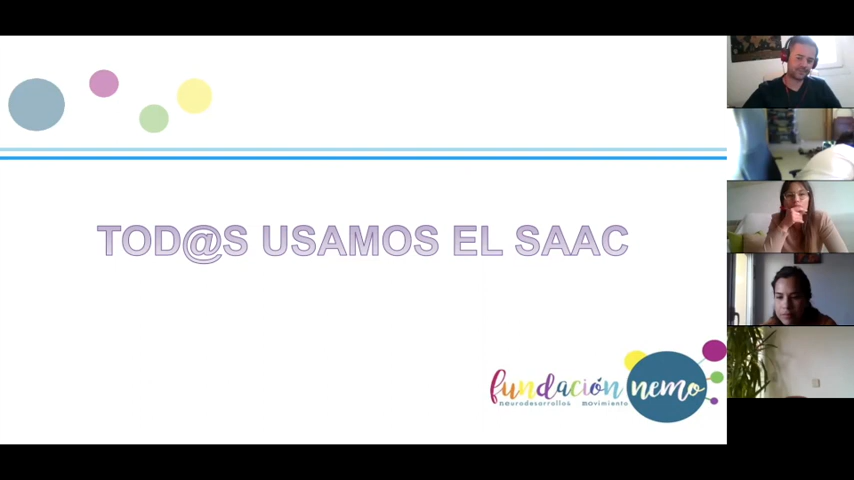 TOD@S USAMOS EL SAAC
fundación nemo
neurodesarrollos movimiento